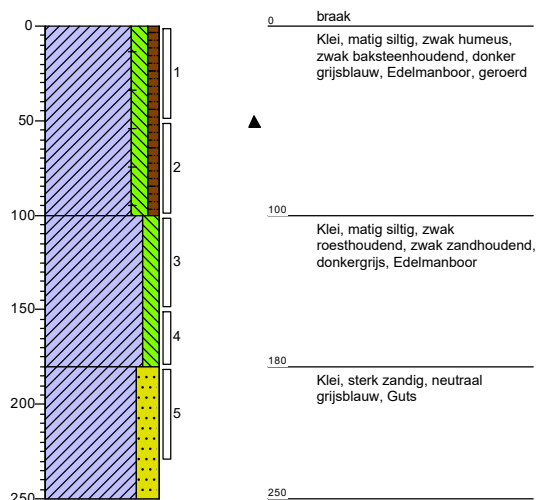 0
50
100
150
200
250
1
2
3
4
5
0
braak
Klei, matig siltig, zwak humeus,
zwak baksteenhoudend, donker
grijsblauw, Edelmanboor, geroerd
100
Klei, matig siltig, zwak
roesthoudend, zwak zandhoudend,
donkergrijs, Edelmanboor
180
Klei, sterk zandig, neutraal
grijsblauw, Guts
250